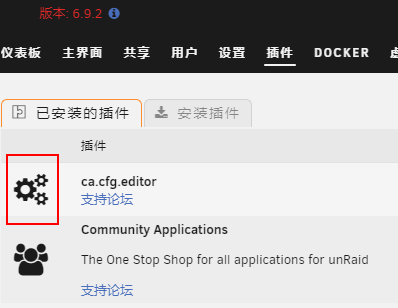 版本: 6.9.2
仪表板 主界面 共享 用户 设置 插件 DOCKER
已安装的插件 安装插件
插件
ca.cfg.editor
支持论坛
Community Applications
The One Stop Shop for all applications for unRaid
支持论坛